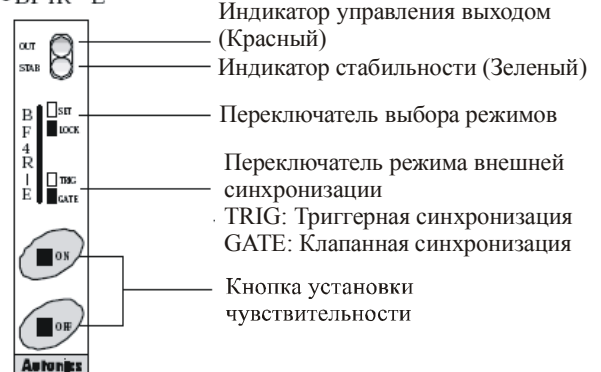 Индикатор управления выходом
(Красный)
Индикатор стабильности (Зеленый)
Переключатель выбора режимов
Переключатель режима внешней
синхронизации
TRIG: Триггерная синхронизация
GATE: Клапанная синхронизация
Кнопка установки
чувствительности
OUT
STAB
BF4R1E
SET
LOCK
TRIG
GATE
ON
OFF
Autonics